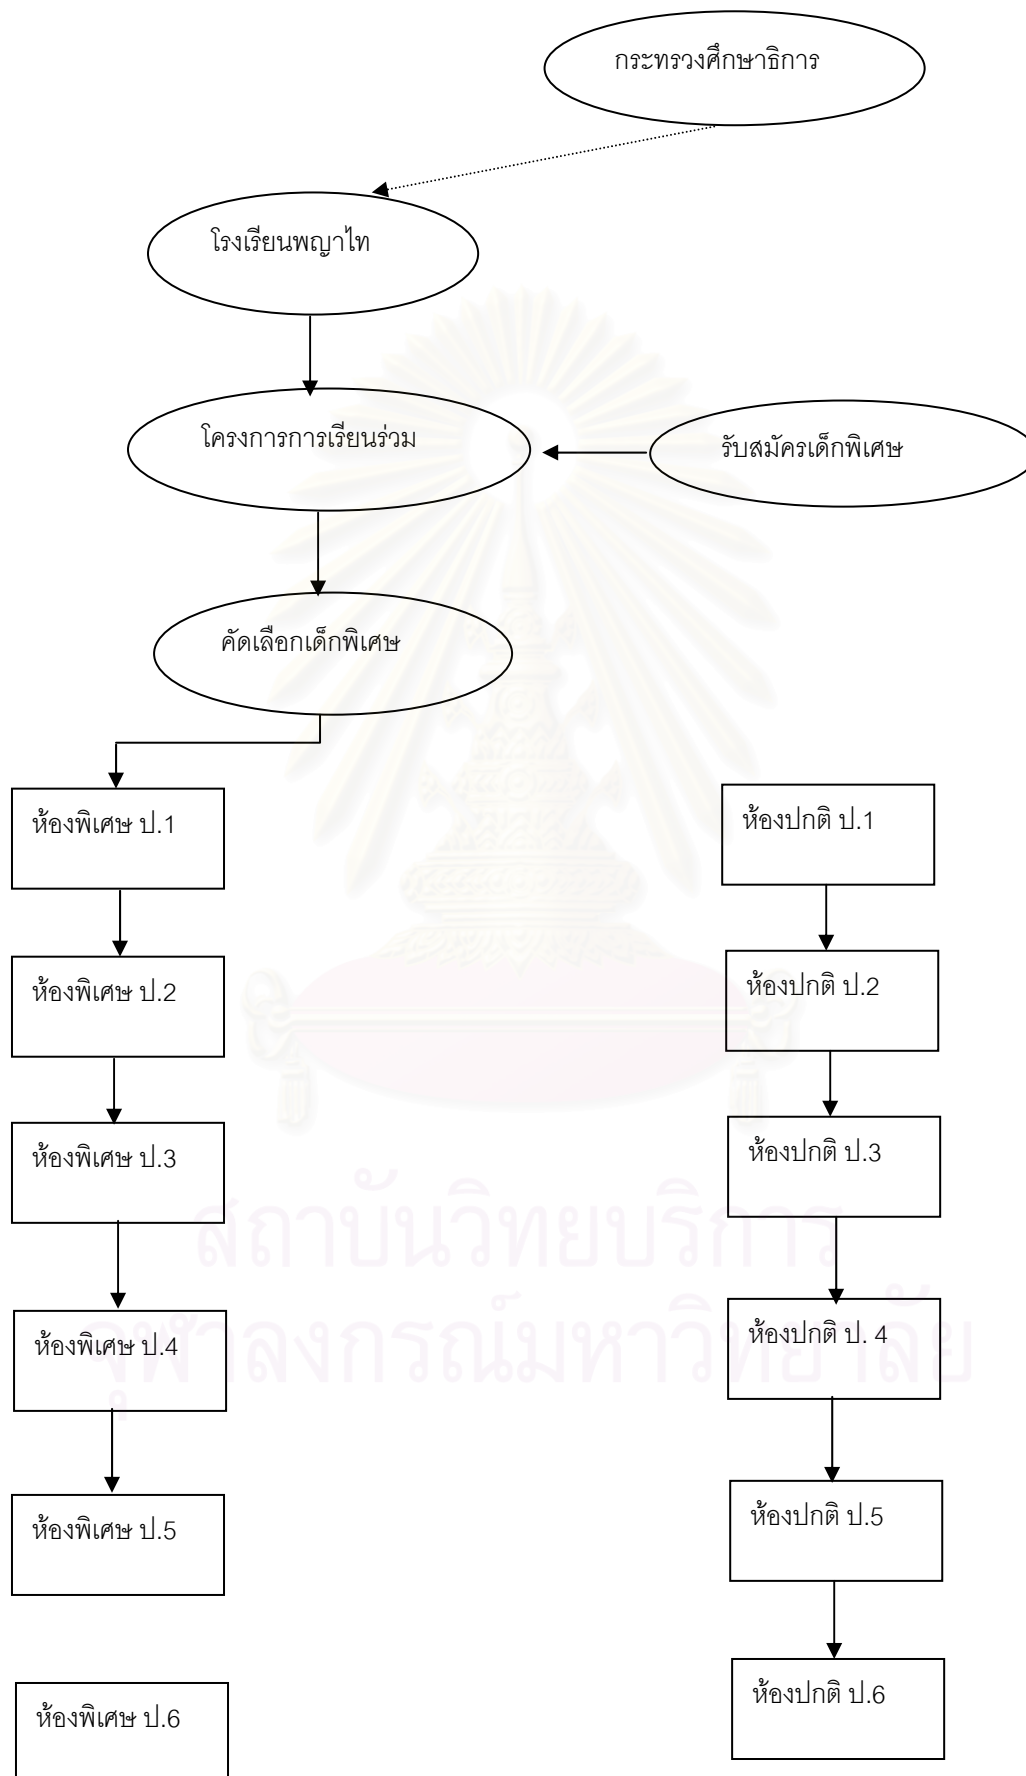 กระทรวงศึกษาธิการ
โรงเรียนพญาไท
โครงการการเรียนร่วม
รับสมัครเด็กพิเศษ
คัดเลือกเด็กพิเศษ
ห้องพิเศษ ป.1
ห้องปกติ ป.1
ห้องพิเศษ ป.2
ห้องปกติ ป.2
ห้องพิเศษ ป.3
ห้องปกติ ป.3
สถาบันวิทยบริการ
ห้องพิเศษ ป.4
ห้องปกติ ป. 4
จุฬาลงกรณ์มหาวิทยาลัย
ห้องพิเศษ ป.5
ห้องปกติ ป.5
ห้องพิเศษ ป.6
ห้องปกติ ป.6